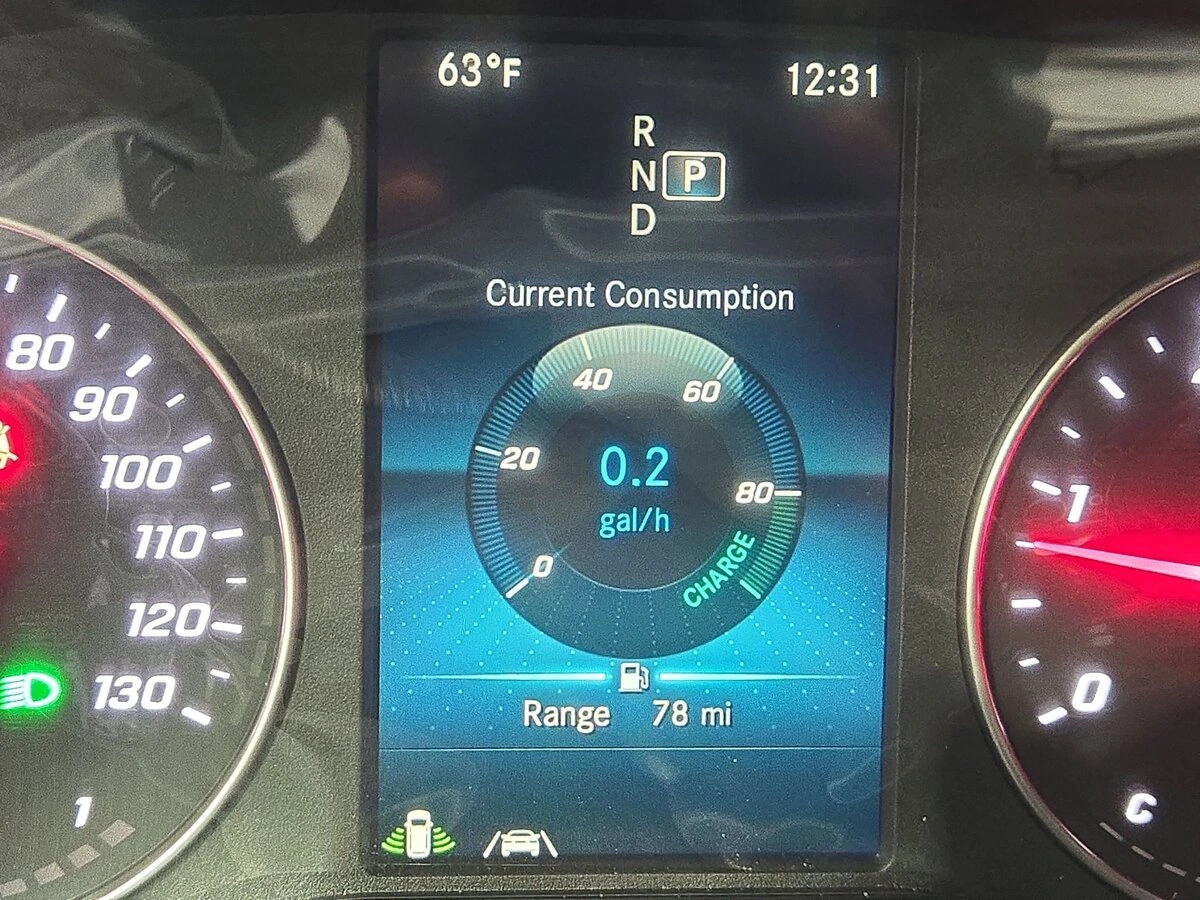 63°F 12:31
R
N P
D
Current Consumption
40 60
20 80
0.2
gal/h
0 CHARGE
Range 78 mi
80
90
100
110
120
130
1
1
0
C